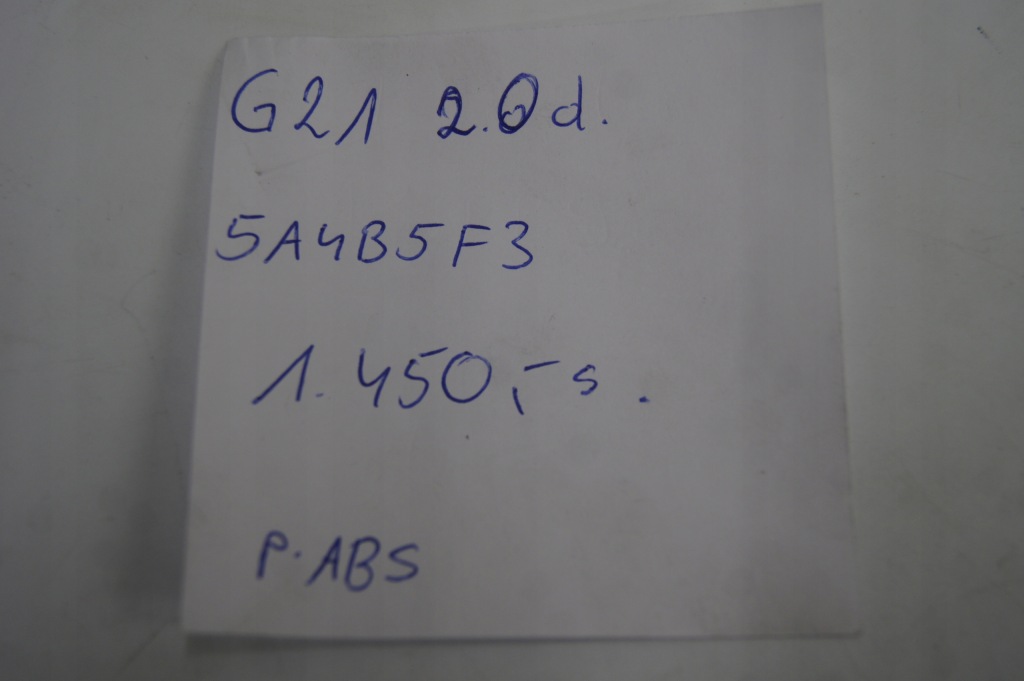 G21 2.0d.
5A4B5F3
1.450,- s.
P. ABS